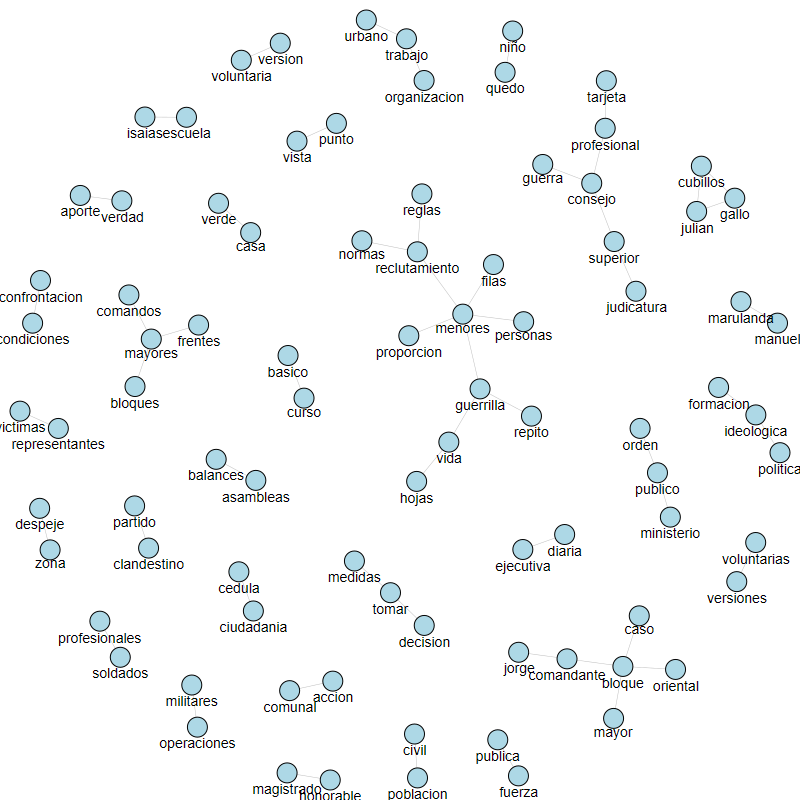 urbano
trabajo
niño
version
voluntaria
organizacion
quedo
tarjeta
isaias
escuela
punto
vista
profesional
guerra
consejo
cubillos
gallo
julian
aporte
verdad
verde
casa
reglas
normas
reclutamiento
filas
superior
judicatura
confrontacion
condiciones
comandos
mayores
frentes
bloques
menores
personas
proporcion
marulanda
manuel
basico
curso
guerrilla
repito
vida
hojas
formacion
ideologica
politica
victimas
representantes
orden
publico
ministerio
balances
asambleas
despeje
zona
partido
clandestino
ejecutiva
diaria
voluntarias
versiones
cedula
ciudadania
medidas
tomar
decision
profesionales
soldados
caso
jorge
comandante
bloque
oriental
mayor
militares
operaciones
comunal
accion
civil
poblacion
publica
fuerza
magistrado
honorable